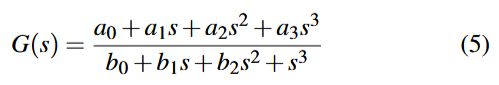 G(s) = \frac{a_0 + a_1 s + a_2 s^2 + a_3 s^3}{b_0 + b_1 s + b_2 s^2 + s^3} (5)